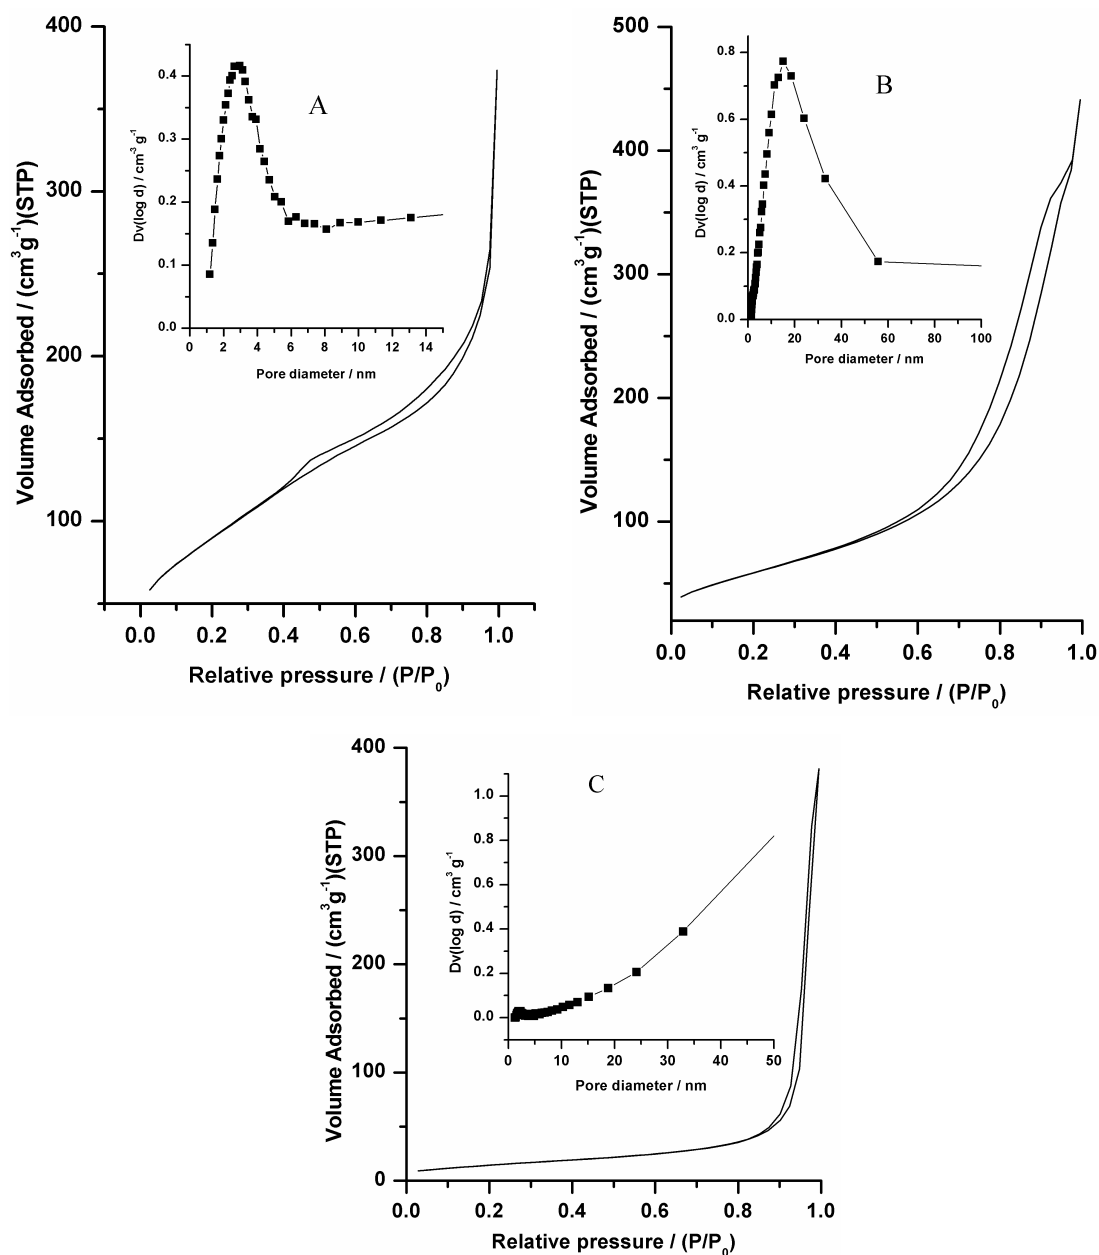 400
300
200
100
Volume Adsorbed / (cm³g⁻¹)(STP)
0.0 0.2 0.4 0.6 0.8 1.0
Relative pressure / (P/P₀)
A
0.4
0.3
0.2
0.1
0.0
Dv(log d) / cm⁻³ g⁻¹
0 2 4 6 8 10 12 14
Pore diameter / nm
500
400
300
200
100
Volume Adsorbed / (cm³g⁻¹)(STP)
0.0 0.2 0.4 0.6 0.8 1.0
Relative pressure / (P/P₀)
B
0.8
0.6
0.4
0.2
0.0
Dv(log d) / cm³ g⁻¹
0 20 40 60 80 100
Pore diameter / nm
400
300
200
100
0
Volume Adsorbed / (cm³g⁻¹)(STP)
0.0 0.2 0.4 0.6 0.8 1.0
Relative pressure / (P/P₀)
C
1.0
0.8
0.6
0.4
0.2
0.0
Dv(log d) / cm³ g⁻¹
0 10 20 30 40 50
Pore diameter / nm